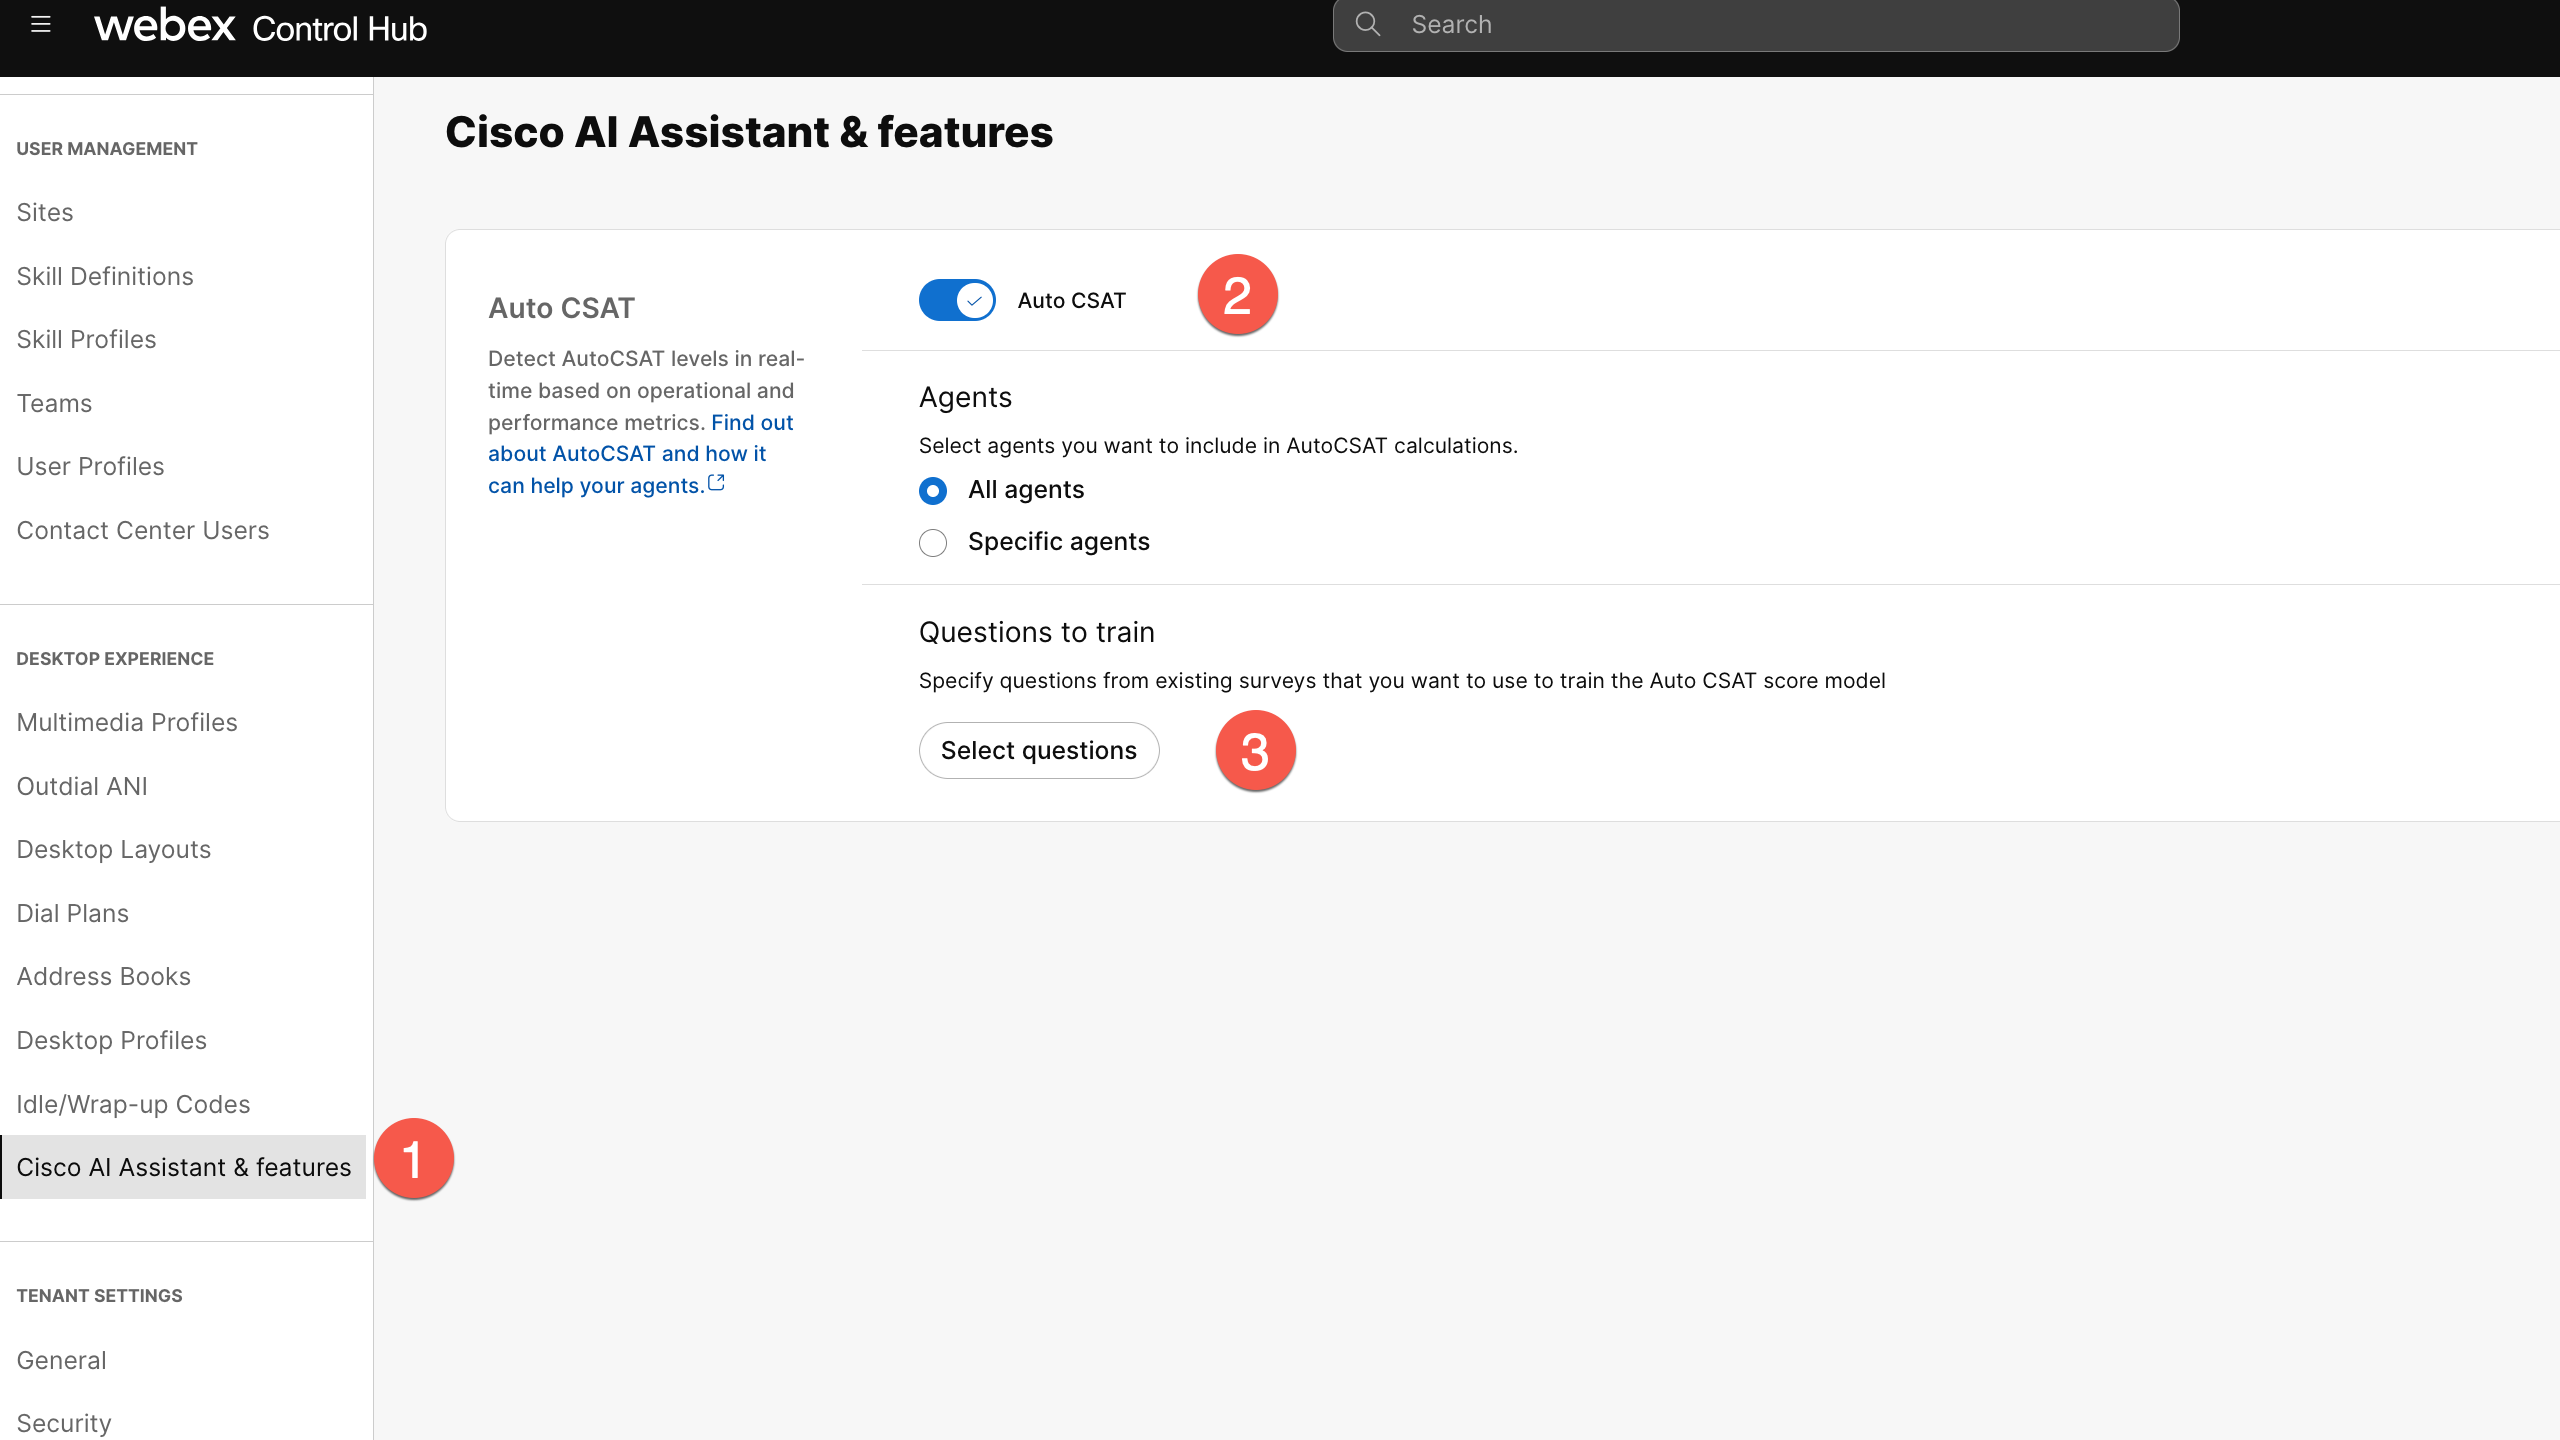 webex Control Hub
Search
USER MANAGEMENT
Sites
Skill Definitions
Skill Profiles
Teams
User Profiles
Contact Center Users
DESKTOP EXPERIENCE
Multimedia Profiles
Outdial ANI
Desktop Layouts
Dial Plans
Address Books
Desktop Profiles
Idle/Wrap-up Codes
Cisco AI Assistant & features
1
TENANT SETTINGS
General
Security
Cisco AI Assistant & features
Auto CSAT
Detect AutoCSAT levels in real-
time based on operational and
performance metrics. Find out
about AutoCSAT and how it
can help your agents.
Auto CSAT
2
Agents
Select agents you want to include in AutoCSAT calculations.
All agents
Specific agents
Questions to train
Specify questions from existing surveys that you want to use to train the Auto CSAT score model
Select questions
3